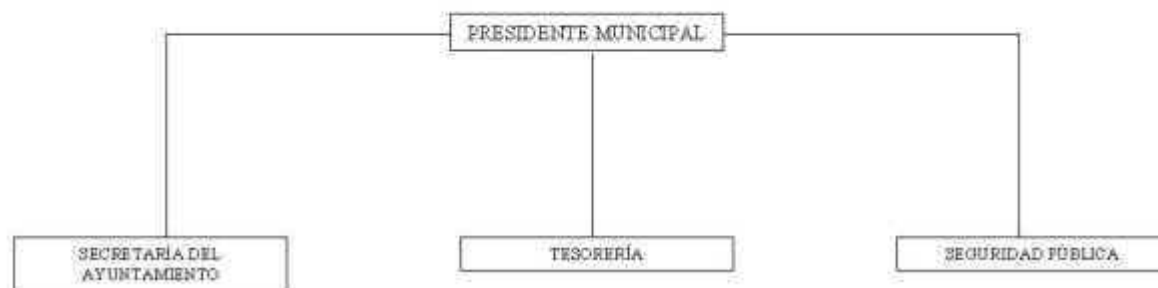 PRESIDENTE MUNICIPAL
SECRETARÍA DEL
AYUNTAMIENTO
TESORERÍA
SEGURIDAD PÚBLICA